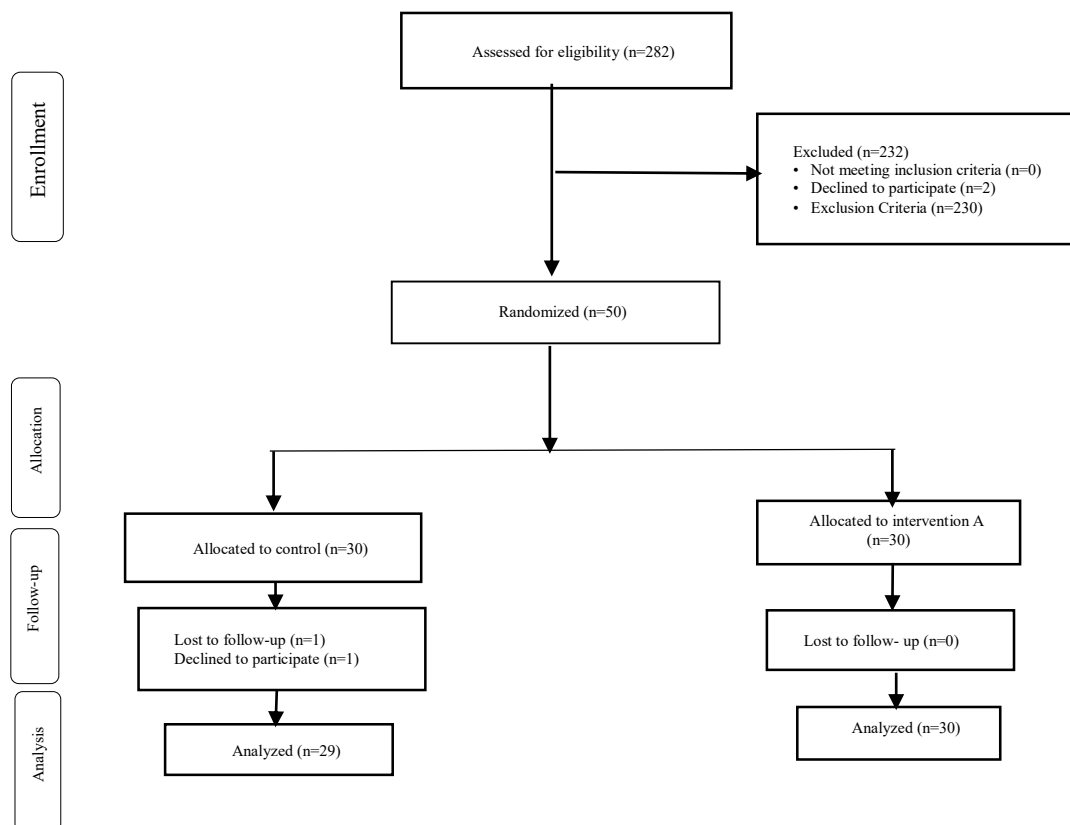 Assessed for eligibility (n=282)
Enrollment
Excluded (n=232)
• Not meeting inclusion criteria (n=0)
• Declined to participate (n=2)
• Exclusion Criteria (n=230)
Randomized (n=50)
Allocation
Allocated to control (n=30)
Allocated to intervention A
(n=30)
Follow-up
Lost to follow-up (n=1)
Declined to participate (n=1)
Lost to follow- up (n=0)
Analysis
Analyzed (n=29)
Analyzed (n=30)